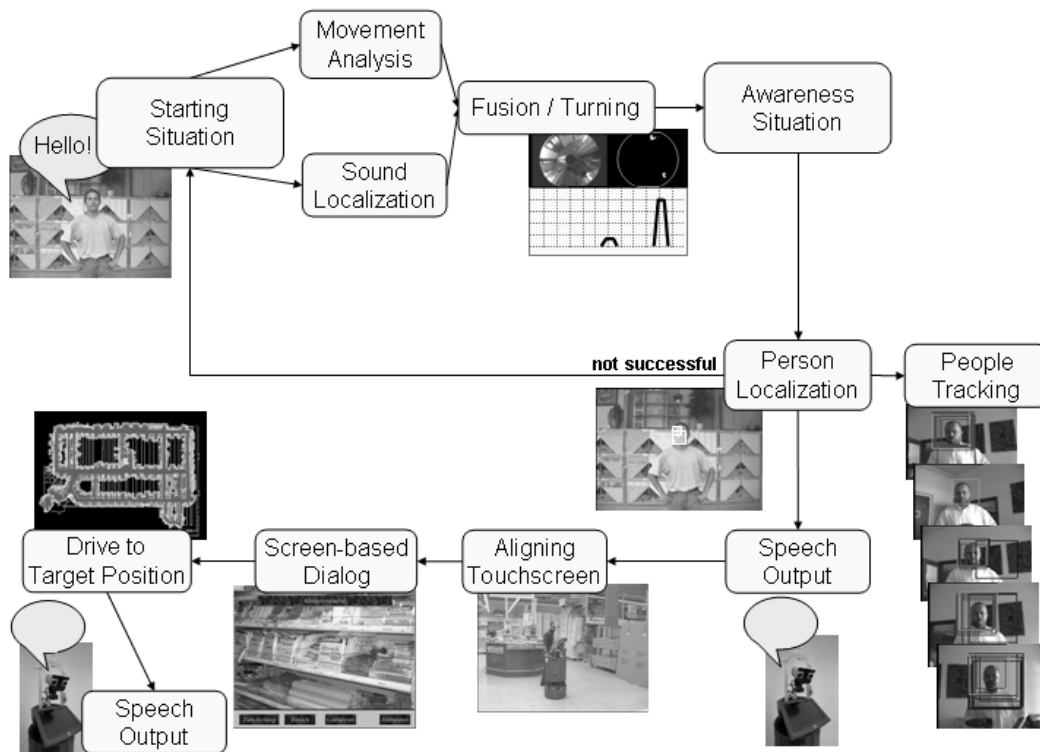 Movement
Analysis
Starting
Situation
Hello!
Sound
Localization
Fusion / Turning
Awareness
Situation
not successful
Person
Localization
People
Tracking
Drive to
Target Position
Screen-based
Dialog
Aligning
Touchscreen
Speech
Output
Speech
Output